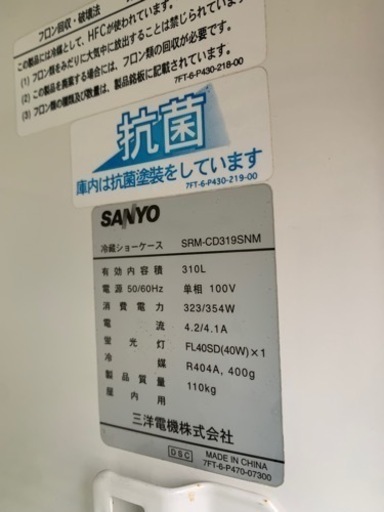 フロン回収・破壊法
この製品には冷媒として、HFCが使われています。
(1) フロン類をみだりに大気中に放出することは禁じられています。
(2) この製品を廃棄する場合には、フロン類の回収が必要です。
(3) フロン類の種類及び数量は、製品銘板に記載されています。
7FT-6-P430-218-00
抗菌
庫内は抗菌塗装をしています
7FT-6-P430-219-00
SANYO
冷蔵ショーケース SRM-CD319SNM
有効内容積 310L
電源 50/60Hz 単相 100V
消費電力 323/354W
電流 4.2/4.1A
蛍光灯 FL40SD(40W)×1
冷媒 R404A, 400g
製品質量 110kg
屋内用
三洋電機株式会社
DSC
MADE IN CHINA
7FT-6-P470-07300